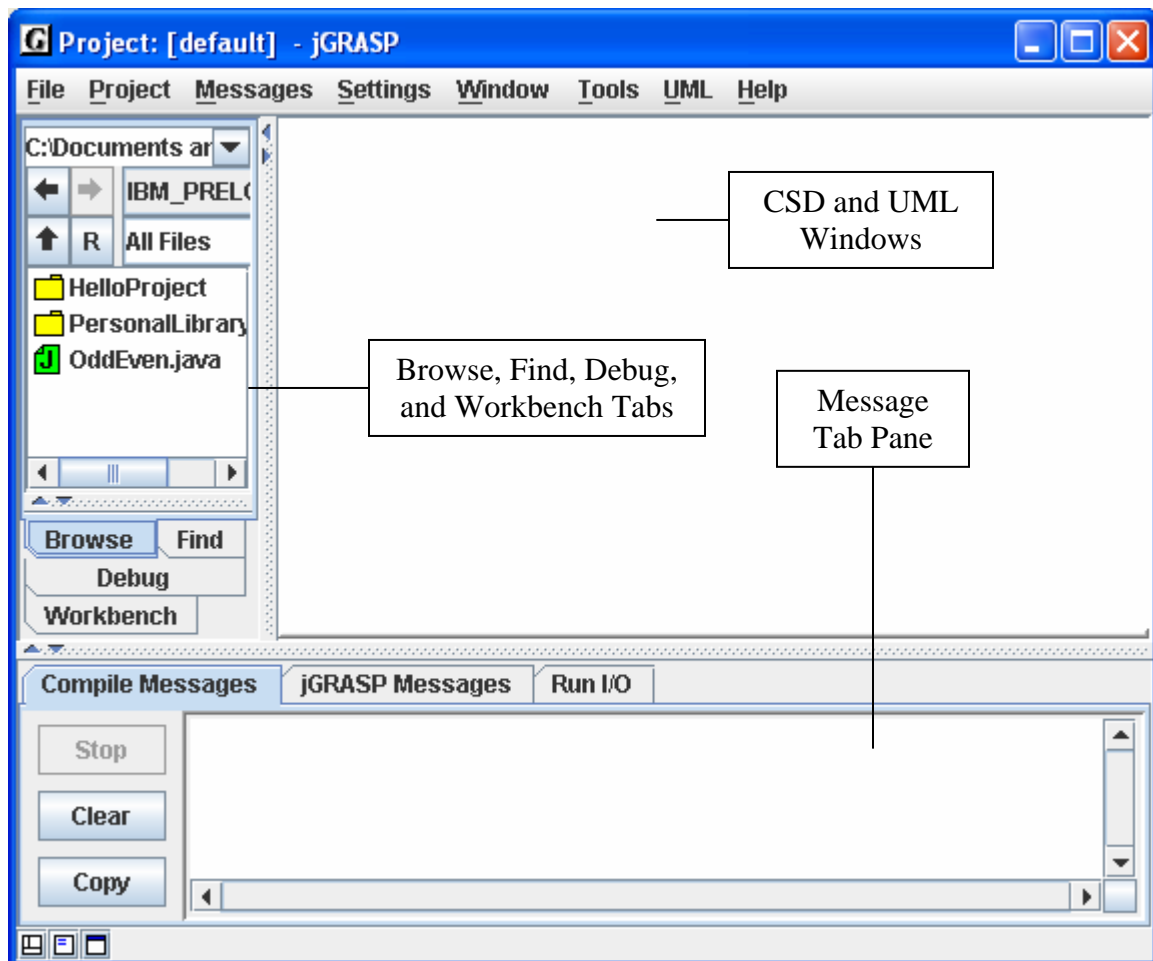 Project: [default] - jGRASP
File Project Messages Settings Window Tools UML Help
C:\Documents ar
IBM_PREL
R All Files
HelloProject
PersonalLibrary
J OddEven.java
CSD and UML
Windows
Browse, Find, Debug,
and Workbench Tabs
Message
Tab Pane
Browse Find
Debug
Workbench
Compile Messages jGRASP Messages Run I/O
Stop
Clear
Copy